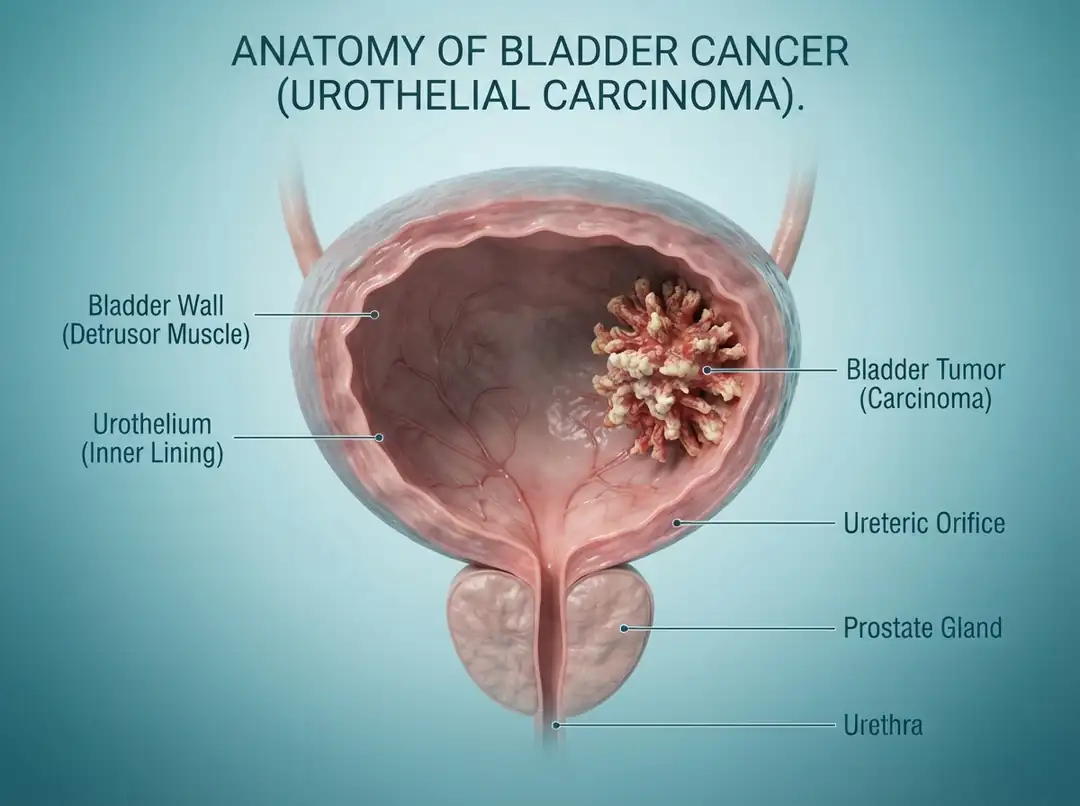 ANATOMY OF BLADDER CANCER
(UROTHELIAL CARCINOMA).
Bladder Wall
(Detrusor Muscle)
Urothelium
(Inner Lining)
Bladder Tumor
(Carcinoma)
Ureteric Orifice
Prostate Gland
Urethra